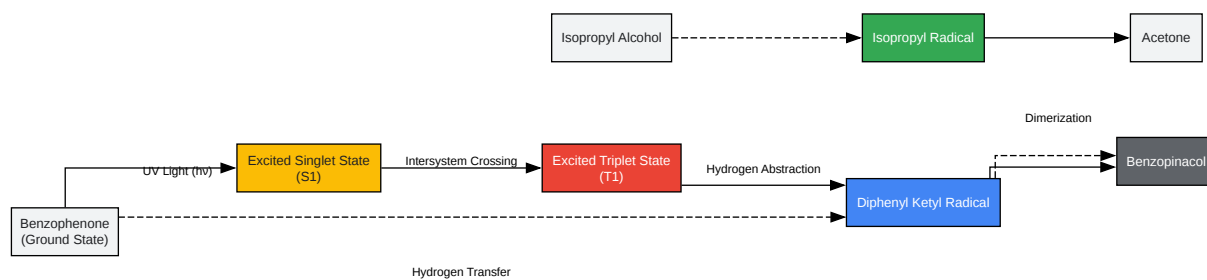 Isopropyl Alcohol
Isopropyl Radical
Acetone
Dimerization
Excited Singlet State
(S1)
Intersystem Crossing
Excited Triplet State
(T1)
Hydrogen Abstraction
Benzopinacol
UV Light (hν)
Diphenyl Ketyl Radical
Benzophenone
(Ground State)
Hydrogen Transfer